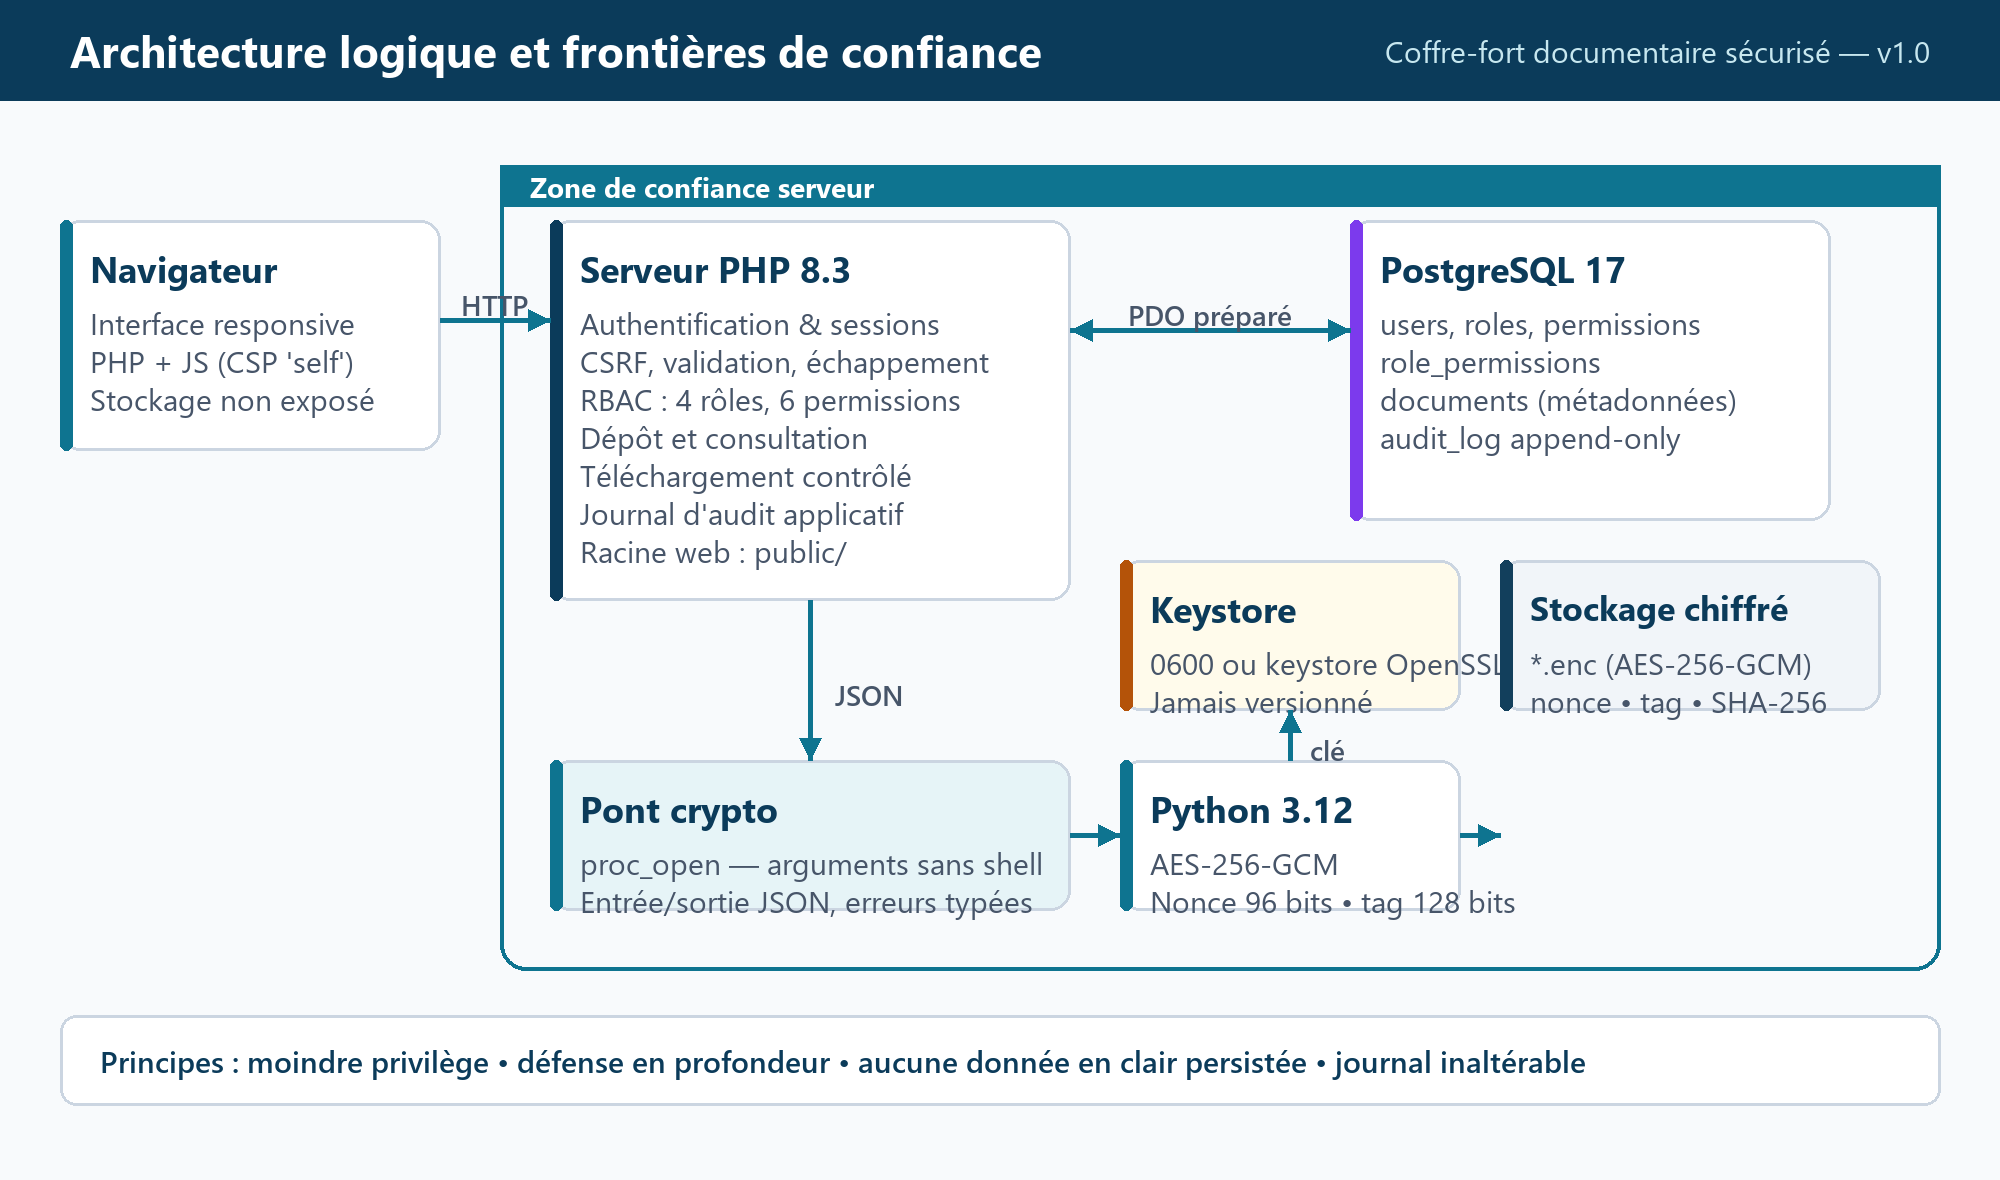 Architecture logique et frontières de confiance
Coffre-fort documentaire sécurisé — v1.0
Zone de confiance serveur
Navigateur
Interface responsive
PHP + JS (CSP 'self')
Stockage non exposé
HTTP
Serveur PHP 8.3
Authentification & sessions
CSRF, validation, échappement
RBAC : 4 rôles, 6 permissions
Dépôt et consultation
Téléchargement contrôlé
Journal d'audit applicatif
Racine web : public/
PDO préparé
PostgreSQL 17
users, roles, permissions
role_permissions
documents (métadonnées)
audit_log append-only
Keystore
0600 ou keystore OpenSSL
Jamais versionné
Stockage chiffré
*.enc (AES-256-GCM)
nonce • tag • SHA-256
JSON
clé
Pont crypto
proc_open — arguments sans shell
Entrée/sortie JSON, erreurs typées
Python 3.12
AES-256-GCM
Nonce 96 bits • tag 128 bits
Principes : moindre privilège • défense en profondeur • aucune donnée en clair persistée • journal inaltérable